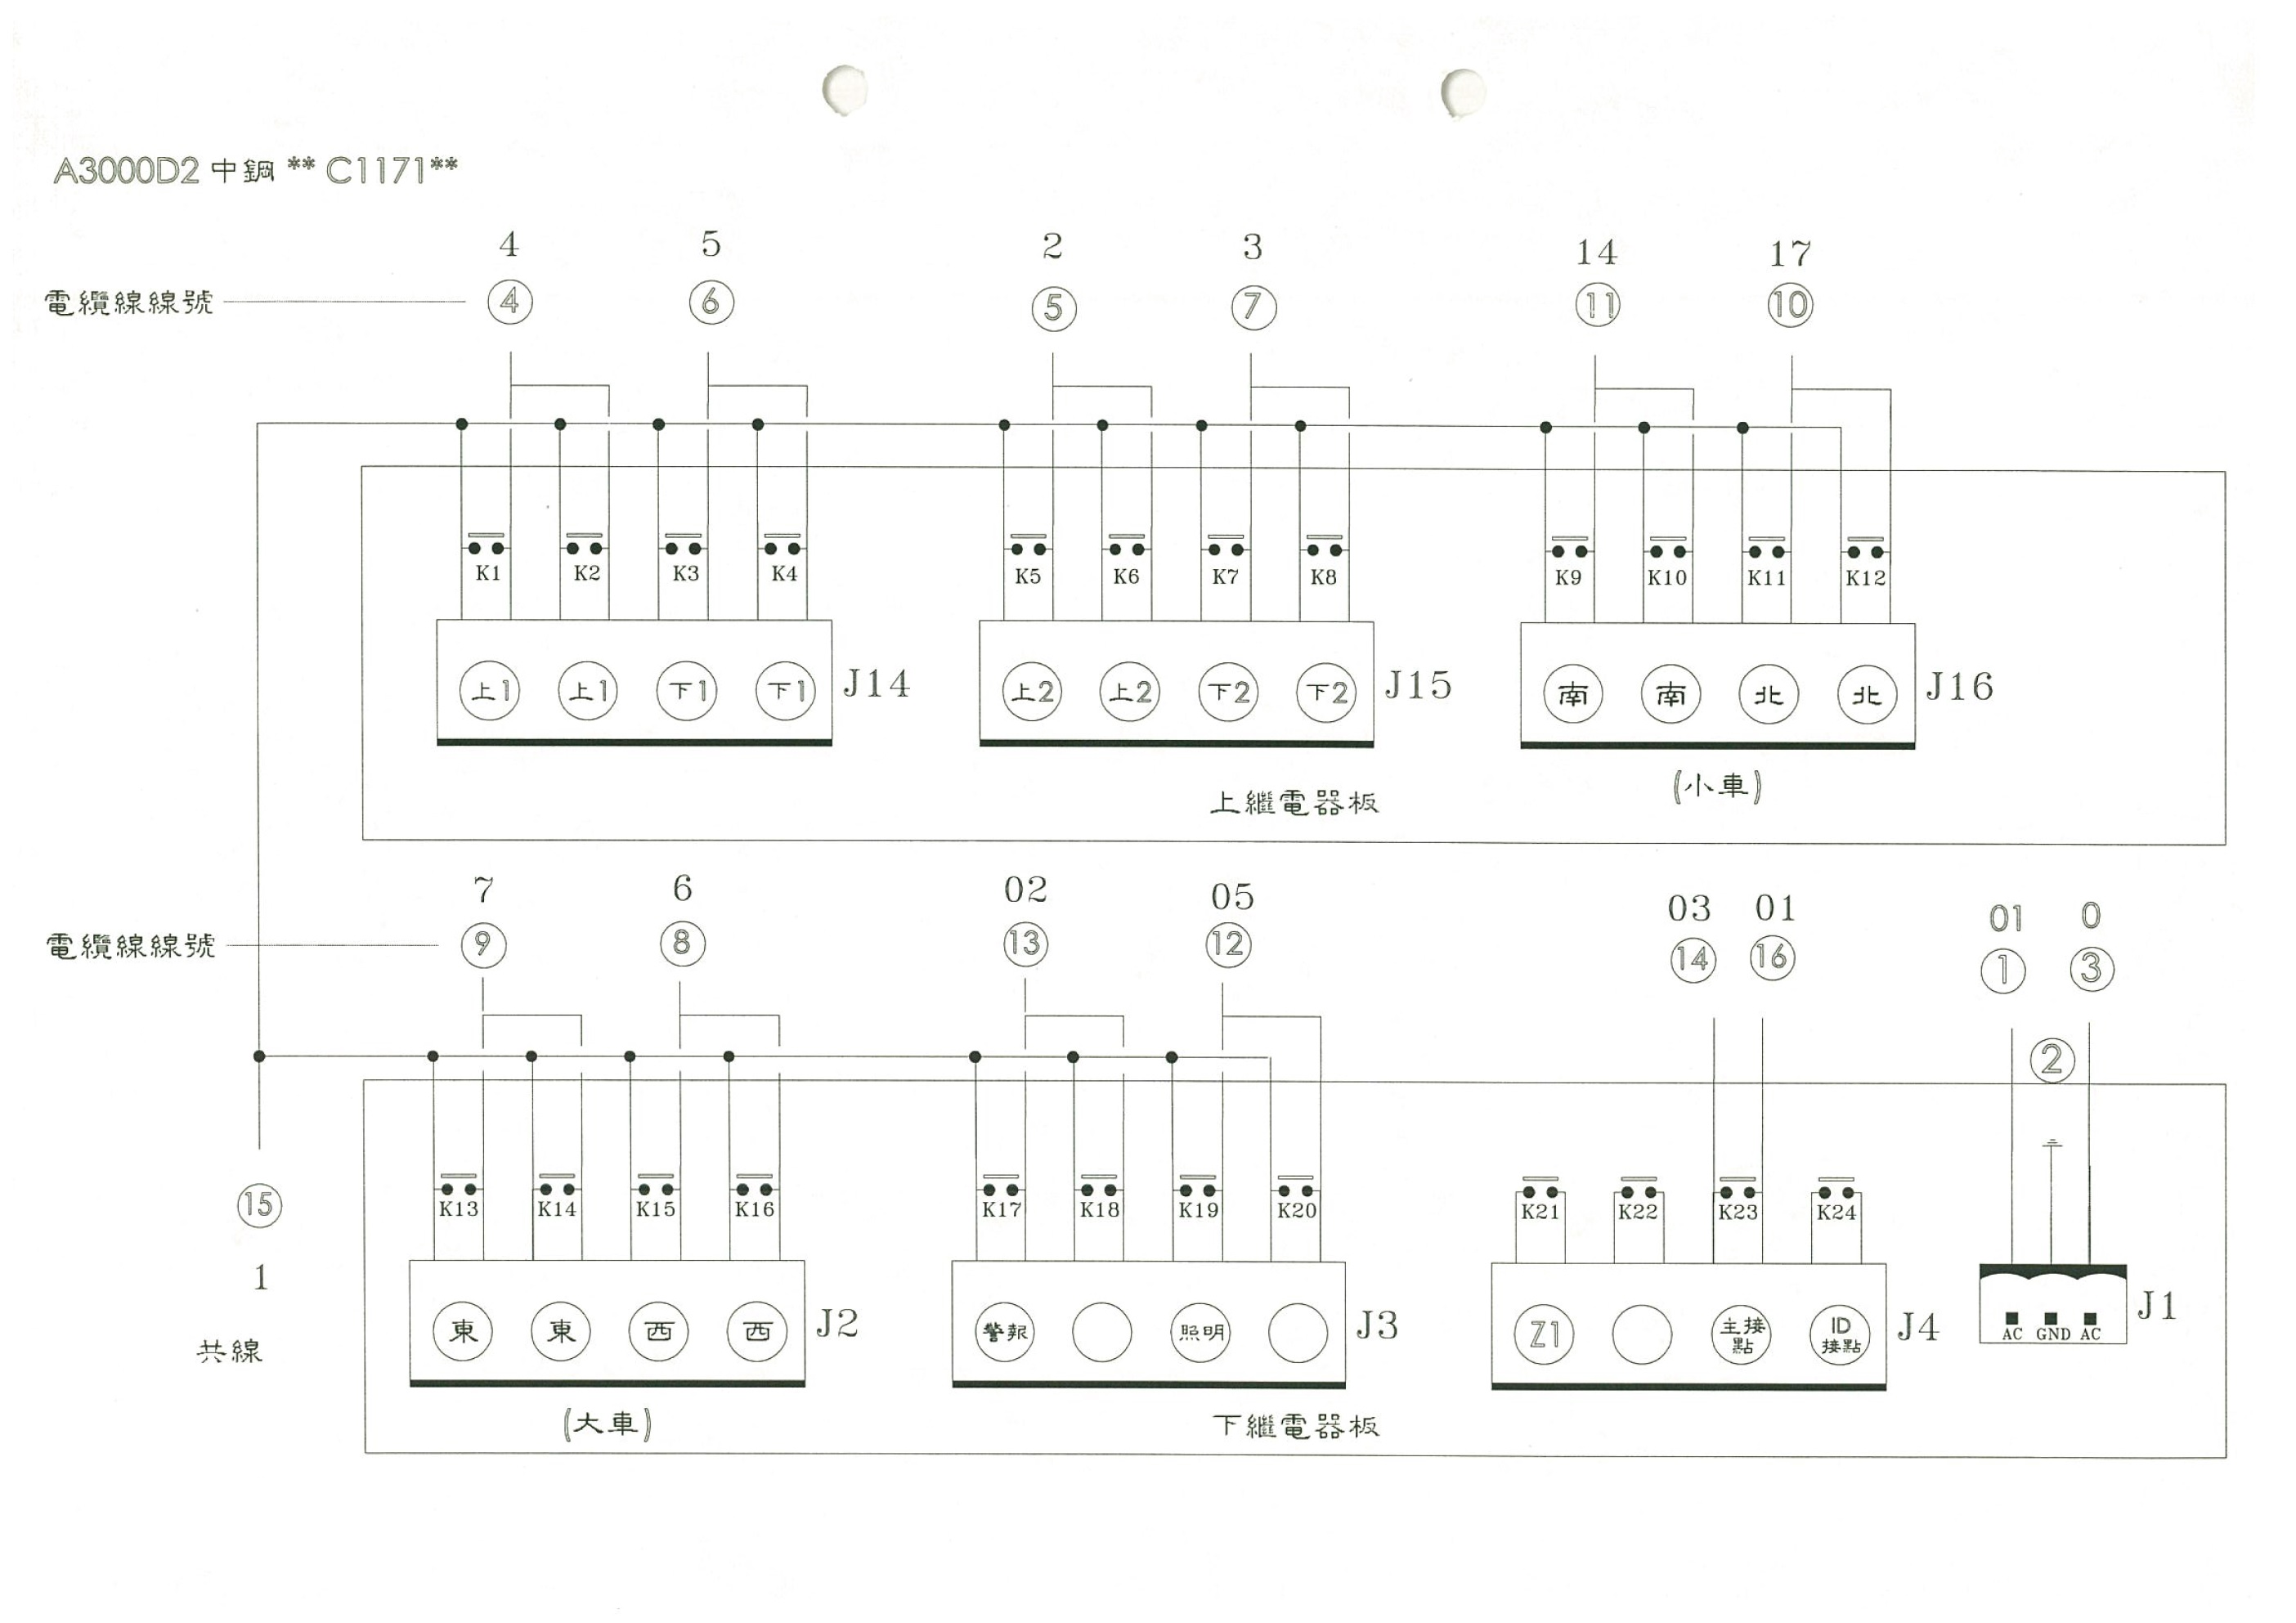 A3000D2 中鋼 ** C1171**
4 5 2 3 14 17
電纜線線號 ④ ⑥ ⑤ ⑦ ⑪ ⑩
K1 K2 K3 K4 K5 K6 K7 K8 K9 K10 K11 K12
上1 上1 下1 下1 J14 上2 上2 下2 下2 J15 南 南 北 北 J16
(小車)
上繼電器板
7 6 02 05 03 01 01 0
電纜線線號 ⑨ ⑧ ⑬ ⑫ ⑭ ⑯ ① ③
②
K13 K14 K15 K16 K17 K18 K19 K20 K21 K22 K23 K24
⑮
1
共線
東 東 西 西 J2 警報 照明 J3 Z1 主接點 ID接點 J4 J1
AC GND AC
(大車)
下繼電器板